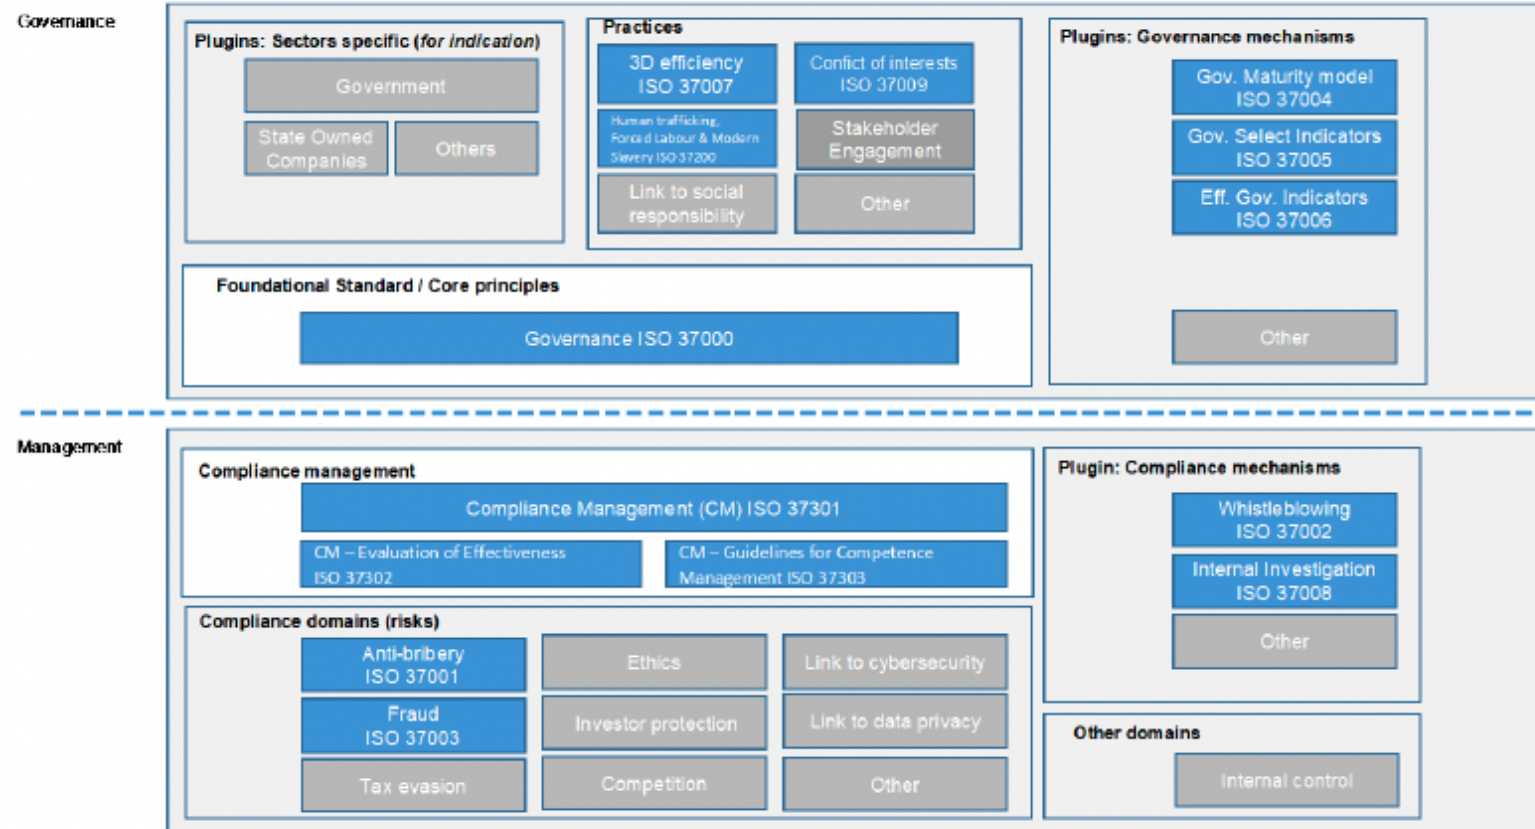 Governance
Plugins: Sectors specific (for indication)
Government
State Owned
Companies
Others
Practices
3D efficiency
ISO 37007
Confict of interests
ISO 37009
Human trafficking,
Forced Labour & Modern
Slavery ISO 37200
Stakeholder
Engagement
Link to social
responsibility
Other
Plugins: Governance mechanisms
Gov. Maturity model
ISO 37004
Gov. Select Indicators
ISO 37005
Eff. Gov. Indicators
ISO 37006
Other
Foundational Standard / Core principles
Governance ISO 37000
Management
Compliance management
Compliance Management (CM) ISO 37301
CM – Evaluation of Effectiveness
ISO 37302
CM – Guidelines for Competence
Management ISO 37303
Compliance domains (risks)
Anti-bribery
ISO 37001
Ethics
Link to cybersecurity
Fraud
ISO 37003
Investor protection
Link to data privacy
Tax evasion
Competition
Other
Plugin: Compliance mechanisms
Whistleblowing
ISO 37002
Internal Investigation
ISO 37008
Other
Other domains
Internal control